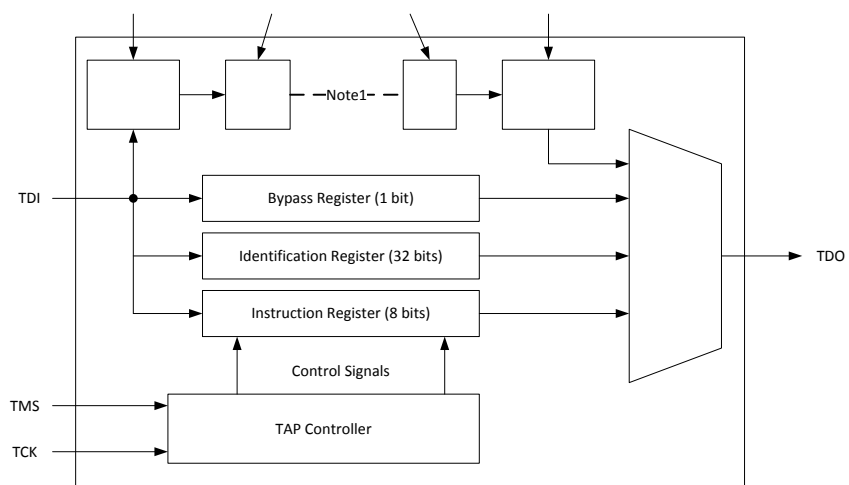 Note1
TDI
Bypass Register (1 bit)
Identification Register (32 bits)
TDO
Instruction Register (8 bits)
Control Signals
TMS
TAP Controller
TCK